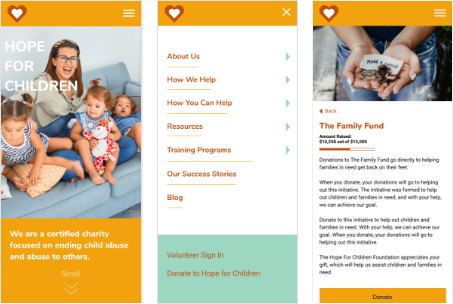 HOPE
FOR
CHILDREN
We are a certified charity
focused on ending child abuse
and abuse to others.
Scroll
About Us
How We Help
How You Can Help
Resources
Training Programs
Our Success Stories
Blog
Volunteer Sign In
Donate to Hope for Children
MAKE A CHANGE
Back
The Family Fund
Amount Raised:
$10,250 out of $15,000
Donations to The Family Fund go directly to helping
families in need get back on their feet.
When you donate, your donations will go to helping
out this initiative. The initiative was formed to help
out children and families in need, and with your help,
we can achieve our goal.
Donate to this initiative to help out children and
families in need. With your help, we can achieve our
goal. When you donate, your donations will go to
helping out this initiative.
The Hope For Children Foundation appreciates your
gift, which will help us assist children and families in
need.
Donate